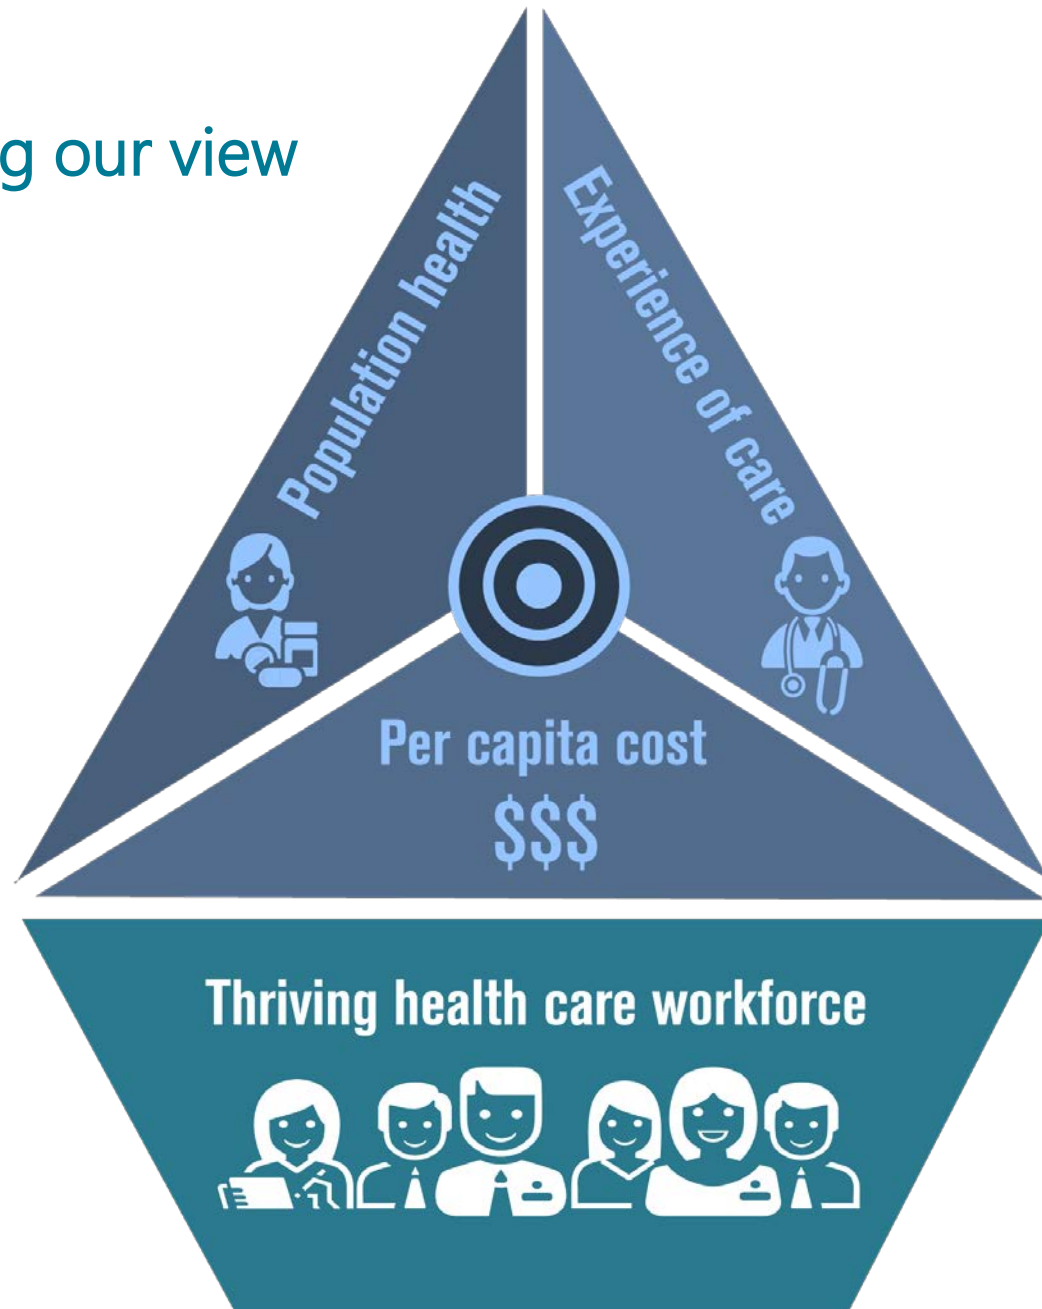 g our view
Population health
Experience of care
Per capita cost
$$$
Thriving health care workforce